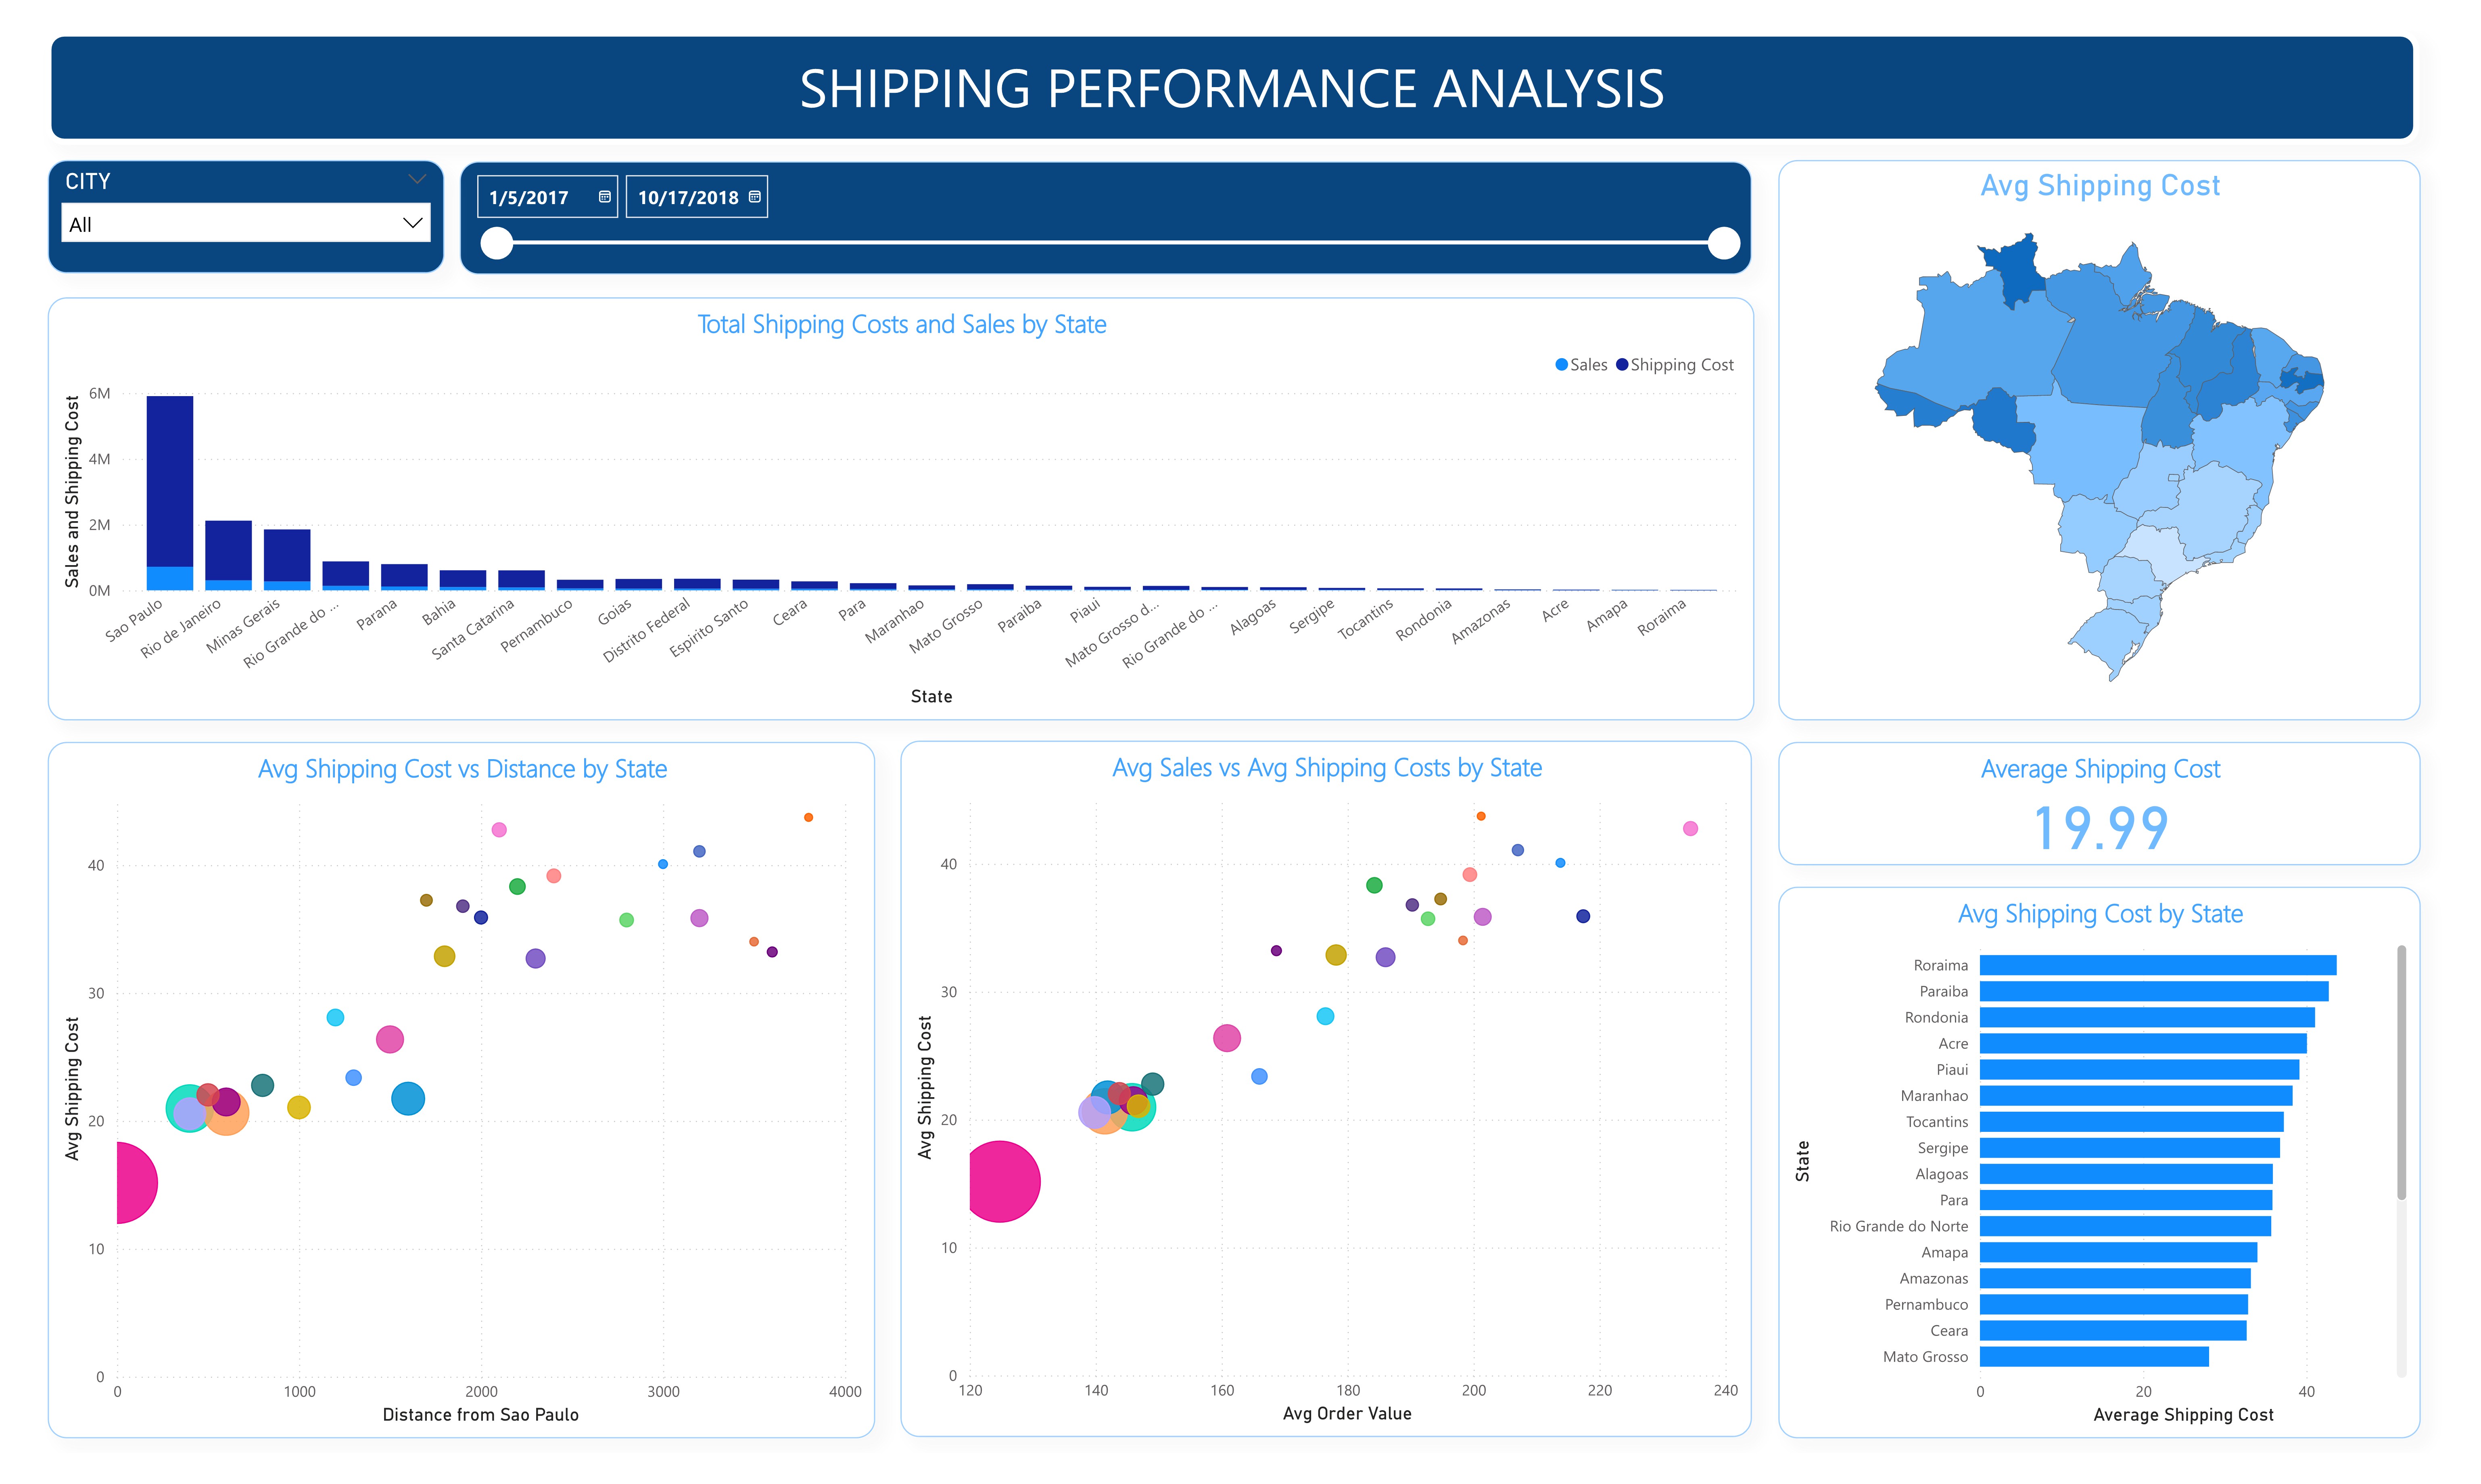 SHIPPING PERFORMANCE ANALYSIS
CITY
All
1/5/2017
10/17/2018
Avg Shipping Cost
Total Shipping Costs and Sales by State
Sales
Shipping Cost
Sales and Shipping Cost
6M
4M
2M
0M
Sao Paulo
Rio de Janeiro
Minas Gerais
Rio Grande do ...
Parana
Bahia
Santa Catarina
Pernambuco
Goias
Distrito Federal
Espirito Santo
Ceara
Para
Maranhao
Mato Grosso
Paraiba
Piaui
Mato Grosso d...
Rio Grande do ...
Alagoas
Sergipe
Tocantins
Rondonia
Amazonas
Acre
Amapa
Roraima
State
Avg Shipping Cost vs Distance by State
Avg Shipping Cost
40
30
20
10
0
0 1000 2000 3000 4000
Distance from Sao Paulo
Avg Sales vs Avg Shipping Costs by State
Avg Shipping Cost
40
30
20
10
0
120 140 160 180 200 220 240
Avg Order Value
Average Shipping Cost
19.99
Avg Shipping Cost by State
State
Roraima
Paraiba
Rondonia
Acre
Piaui
Maranhao
Tocantins
Sergipe
Alagoas
Para
Rio Grande do Norte
Amapa
Amazonas
Pernambuco
Ceara
Mato Grosso
0 20 40
Average Shipping Cost